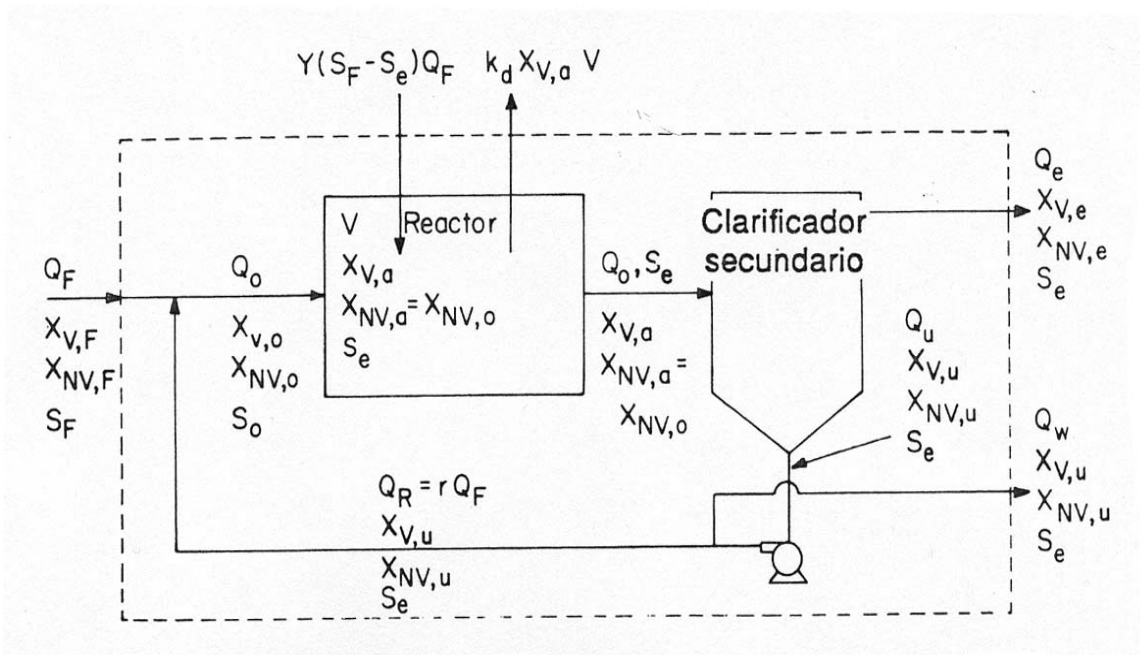 Y(S_F-S_e)Q_F
k_d X_{V,a} V
Q_F
X_{V,F}
X_{NV,F}
S_F
Q_o
X_{v,o}
X_{NV,o}
S_o
V
Reactor
X_{V,a}
X_{NV,a} = X_{NV,o}
S_e
Q_o, S_e
X_{V,a}
X_{NV,a} =
X_{NV,o}
Clarificador
secundario
Q_e
X_{V,e}
X_{NV,e}
S_e
Q_u
X_{V,u}
X_{NV,u}
S_e
Q_w
X_{V,u}
X_{NV,u}
S_e
Q_R = r Q_F
X_{V,u}
X_{NV,u}
S_e